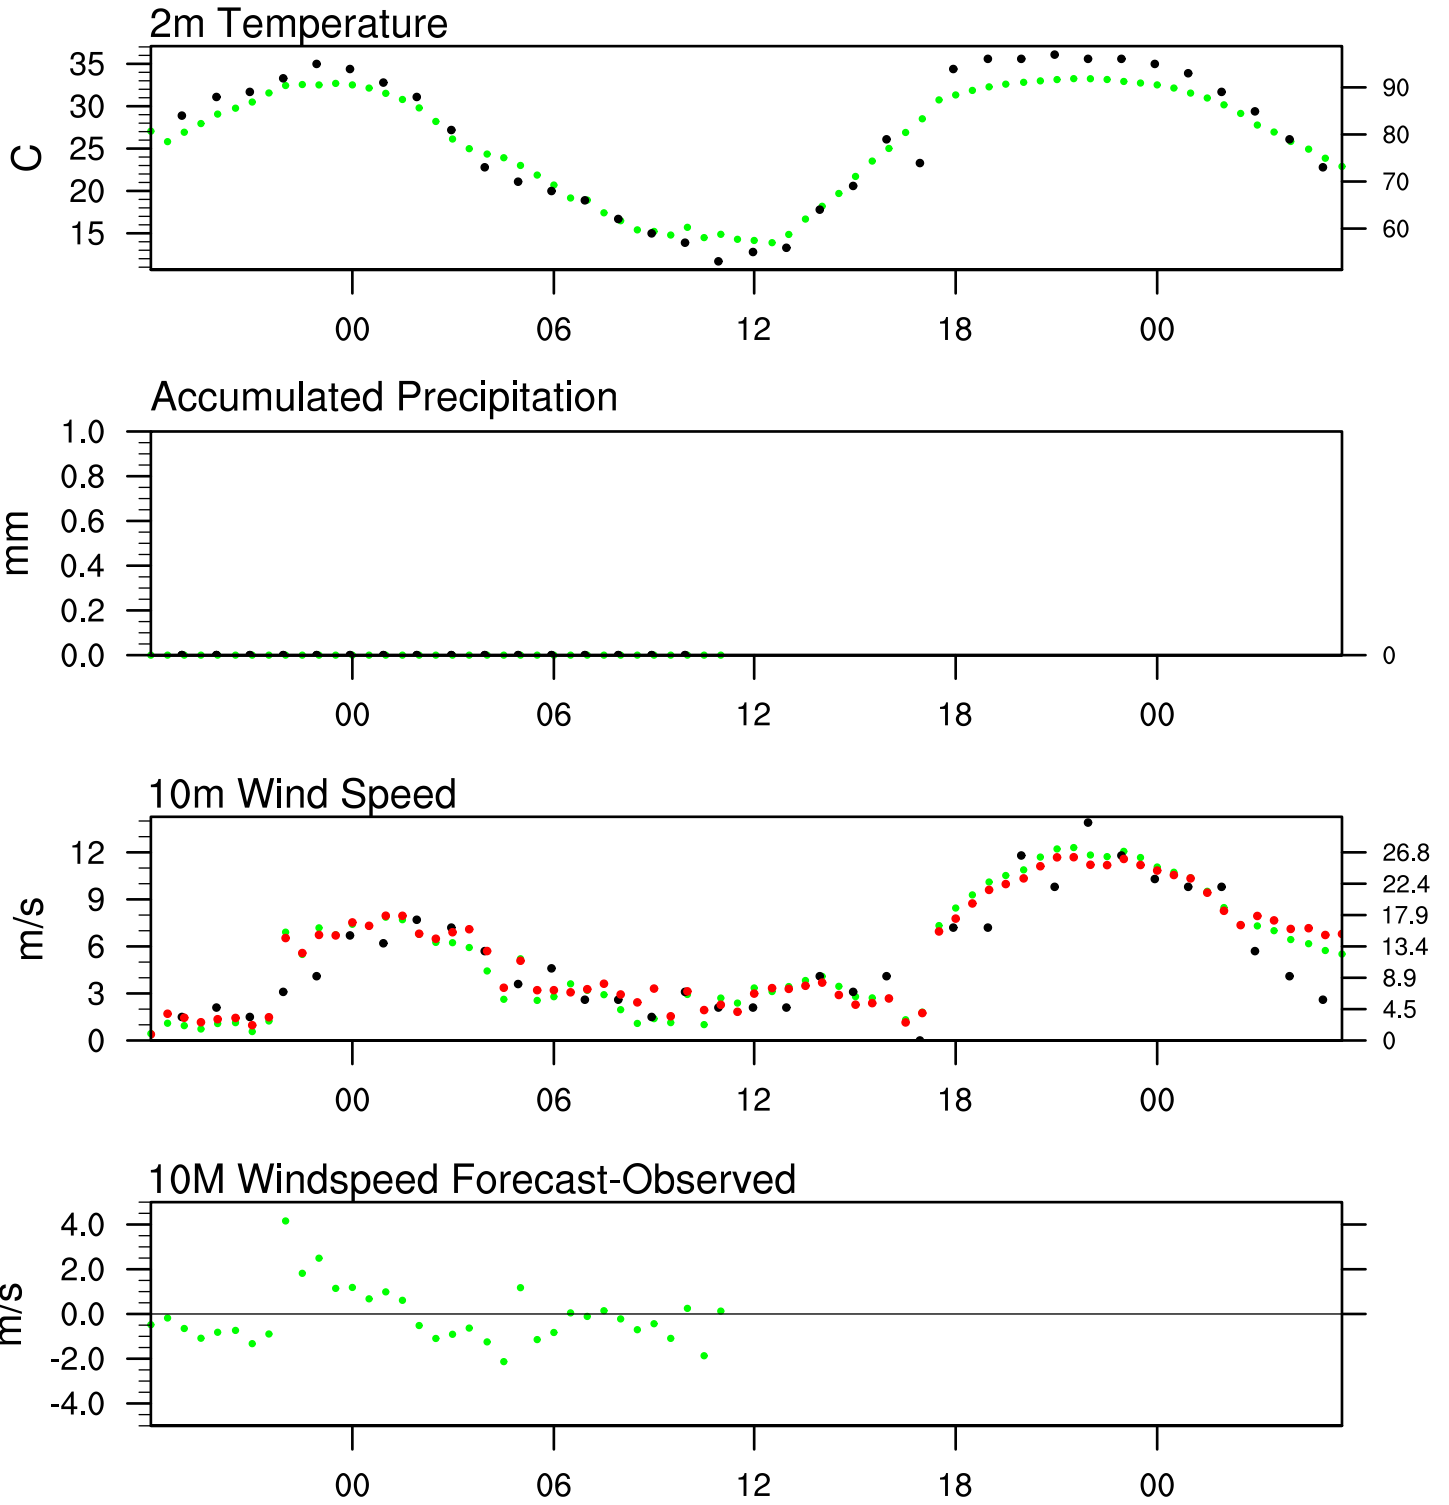 2m Temperature
35
30
25
20
15
C
90
80
70
60
00 06 12 18 00
Accumulated Precipitation
1.0
0.8
0.6
0.4
0.2
0.0
mm
0
00 06 12 18 00
10m Wind Speed
12
9
6
3
0
m/s
26.8
22.4
17.9
13.4
8.9
4.5
0
00 06 12 18 00
10M Windspeed Forecast-Observed
4.0
2.0
0.0
-2.0
-4.0
m/s
00 06 12 18 00